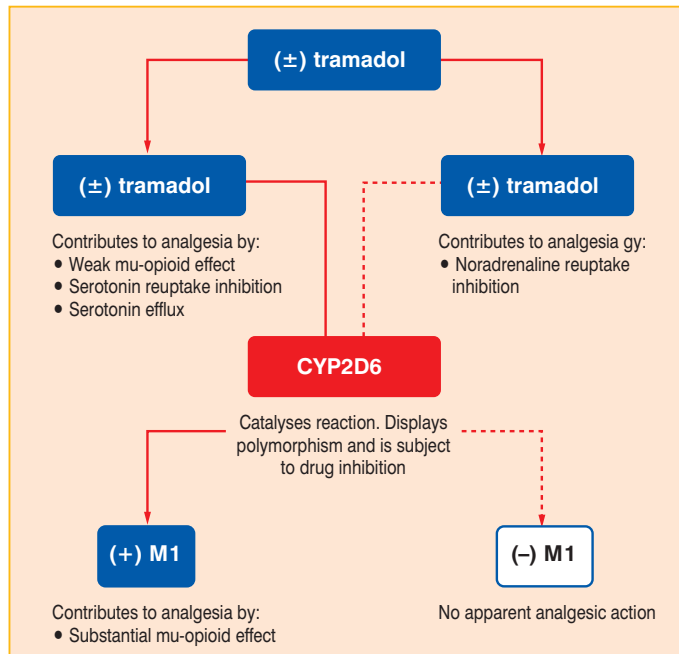 (±) tramadol
(±) tramadol
Contributes to analgesia by:
• Weak mu-opioid effect
• Serotonin reuptake inhibition
• Serotonin efflux
(±) tramadol
Contributes to analgesia gy:
• Noradrenaline reuptake
inhibition
CYP2D6
Catalyses reaction. Displays
polymorphism and is subject
to drug inhibition
(+) M1
Contributes to analgesia by:
• Substantial mu-opioid effect
(–) M1
No apparent analgesic action